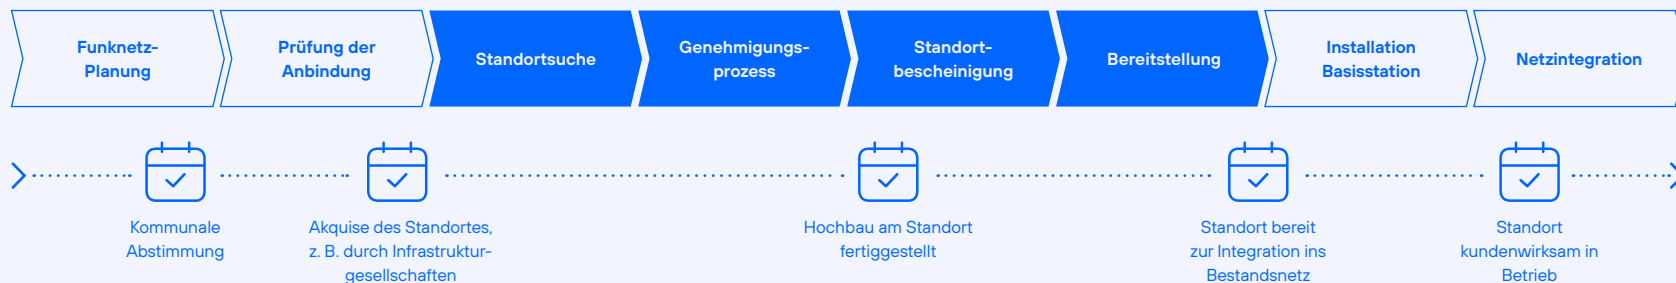 Funknetz-
Planung
Prüfung der
Anbindung
Standortsuche
Genehmigungs-
prozess
Standort-
bescheinigung
Bereitstellung
Installation
Basisstation
Netzintegration
Kommunale
Abstimmung
Akquise des Standortes,
z. B. durch Infrastruktur-
gesellschaften
Hochbau am Standort
fertiggestellt
Standort bereit
zur Integration ins
Bestandsnetz
Standort
kundenwirksam in
Betrieb